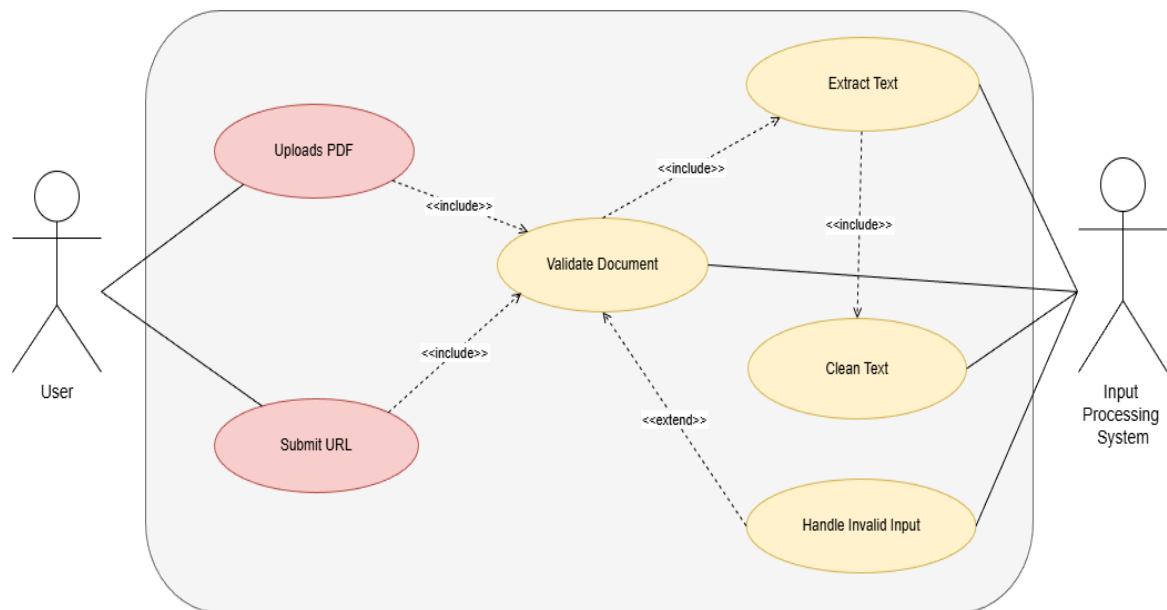 Extract Text
Uploads PDF
<<include>>
<<include>>
<<include>>
Validate Document
<<include>>
Clean Text
User
<<extend>>
Submit URL
Handle Invalid Input
Input
Processing
System